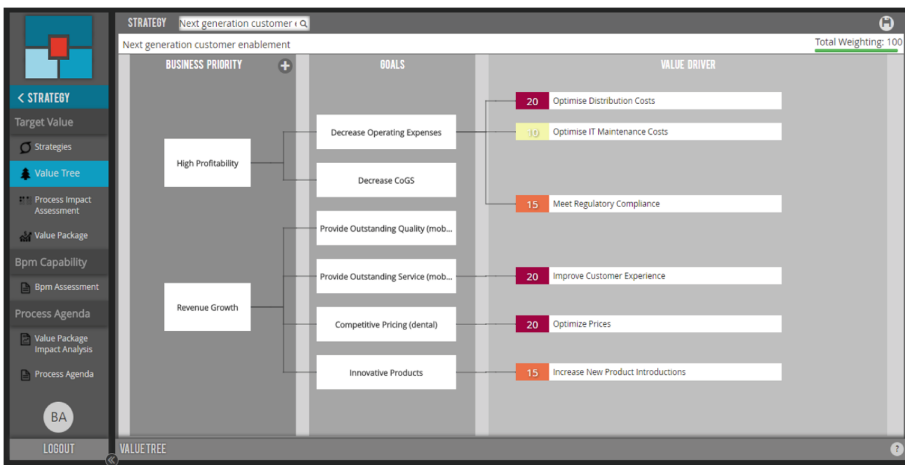 STRATEGY
Next generation customer e
Next generation customer enablement
Total Weighting: 100
BUSINESS PRIORITY
GOALS
VALUE DRIVER
< STRATEGY
Target Value
Strategies
Value Tree
Process Impact
Assessment
Value Package
Bpm Capability
Bpm Assessment
Process Agenda
Value Package
Impact Analysis
Process Agenda
BA
LOGOUT
High Profitability
Revenue Growth
Decrease Operating Expenses
Decrease CoGS
Provide Outstanding Quality (mob...
Provide Outstanding Service (mob...
Competitive Pricing (dental)
Innovative Products
20 Optimise Distribution Costs
10 Optimise IT Maintenance Costs
15 Meet Regulatory Compliance
20 Improve Customer Experience
20 Optimize Prices
15 Increase New Product Introductions
VALUE TREE
?